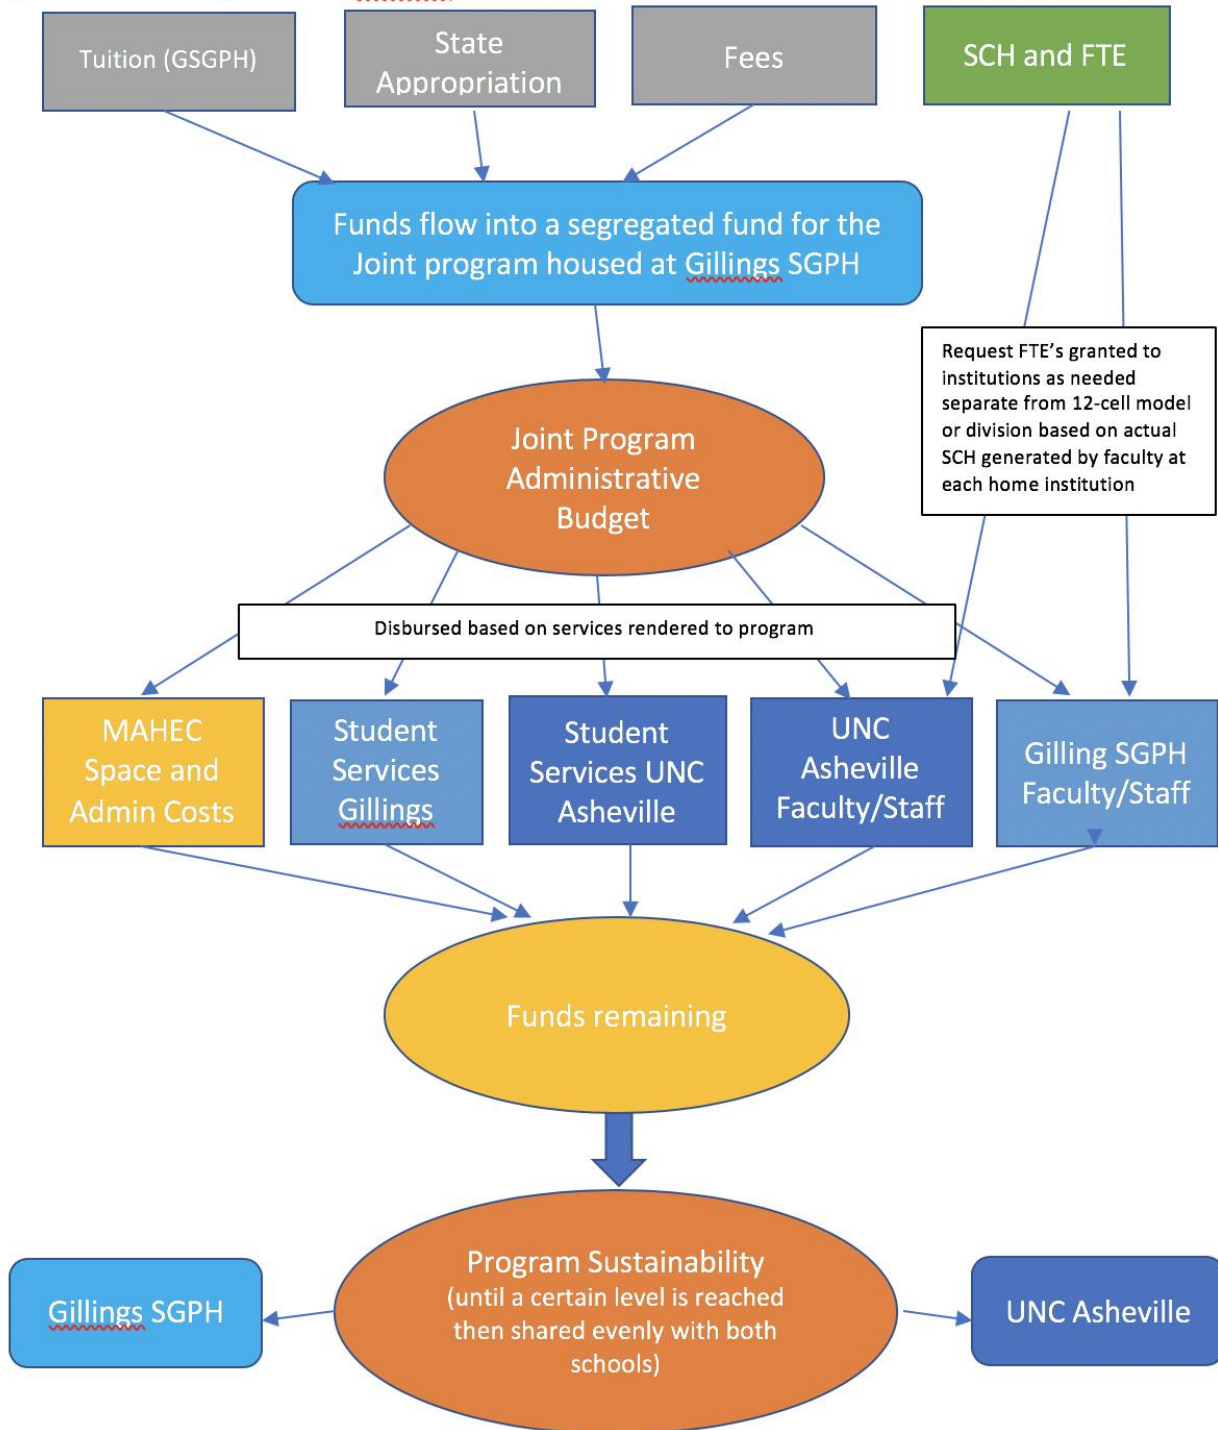 Tuition (GSGPH)
State
Appropriation
Fees
SCH and FTE
Funds flow into a segregated fund for the
Joint program housed at Gillings SGPH
Request FTE's granted to
institutions as needed
separate from 12-cell model
or division based on actual
SCH generated by faculty at
each home institution
Joint Program
Administrative
Budget
Disbursed based on services rendered to program
MAHEC
Space and
Admin Costs
Student
Services
Gillings
Student
Services UNC
Asheville
UNC
Asheville
Faculty/Staff
Gilling SGPH
Faculty/Staff
Funds remaining
Program Sustainability
(until a certain level is reached
then shared evenly with both
schools)
Gillings SGPH
UNC Asheville